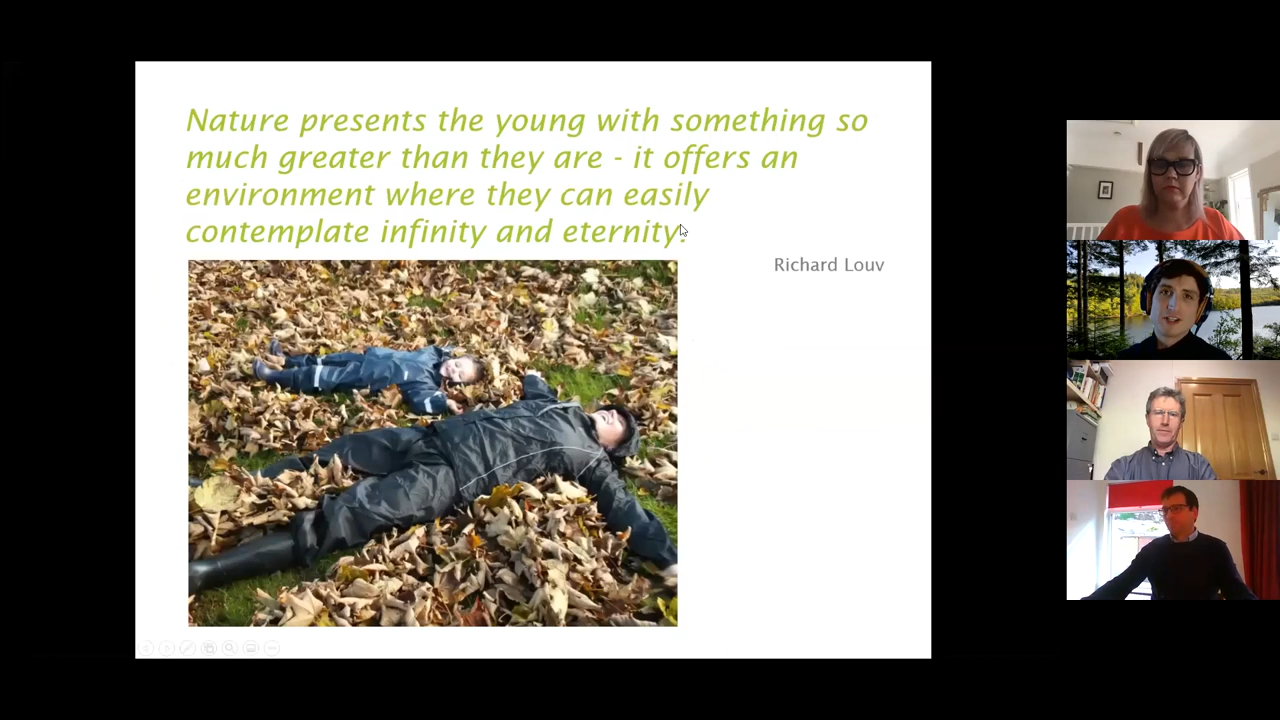 Nature presents the young with something so
much greater than they are - it offers an
environment where they can easily
contemplate infinity and eternity.
Richard Louv